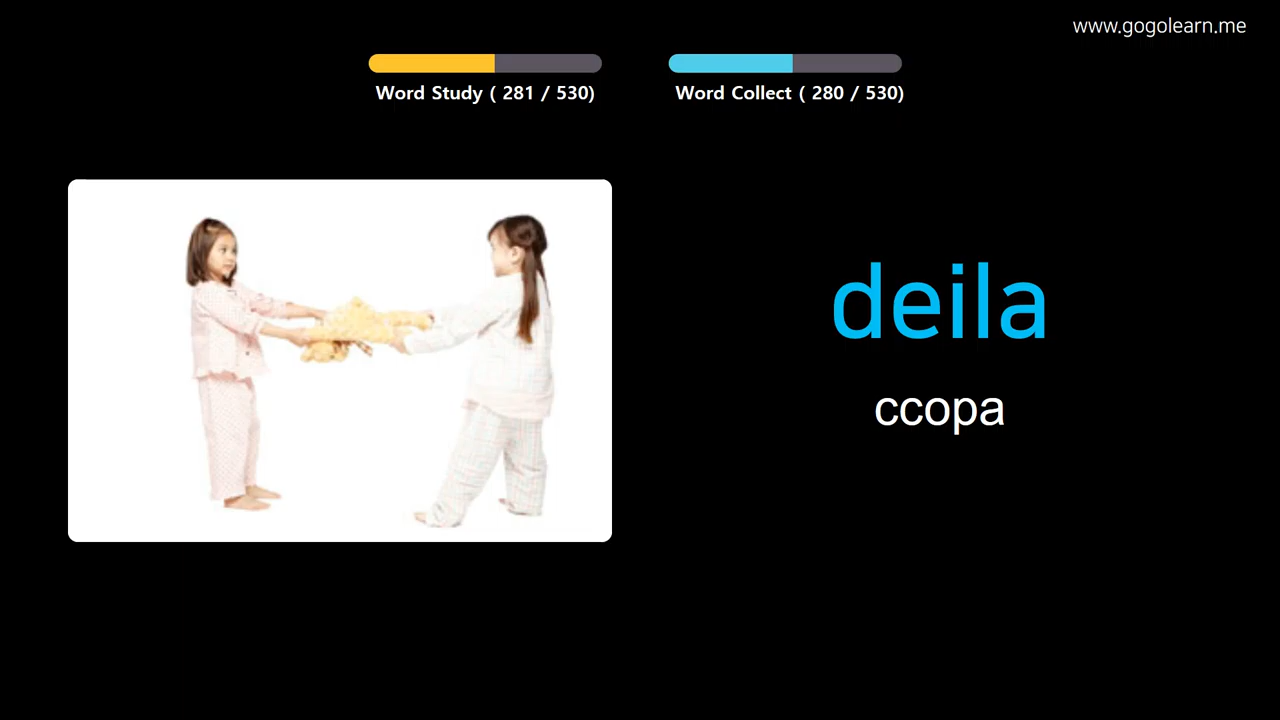 www.gogolearn.me
Word Study ( 281 / 530)
Word Collect ( 280 / 530)
deila
ссора